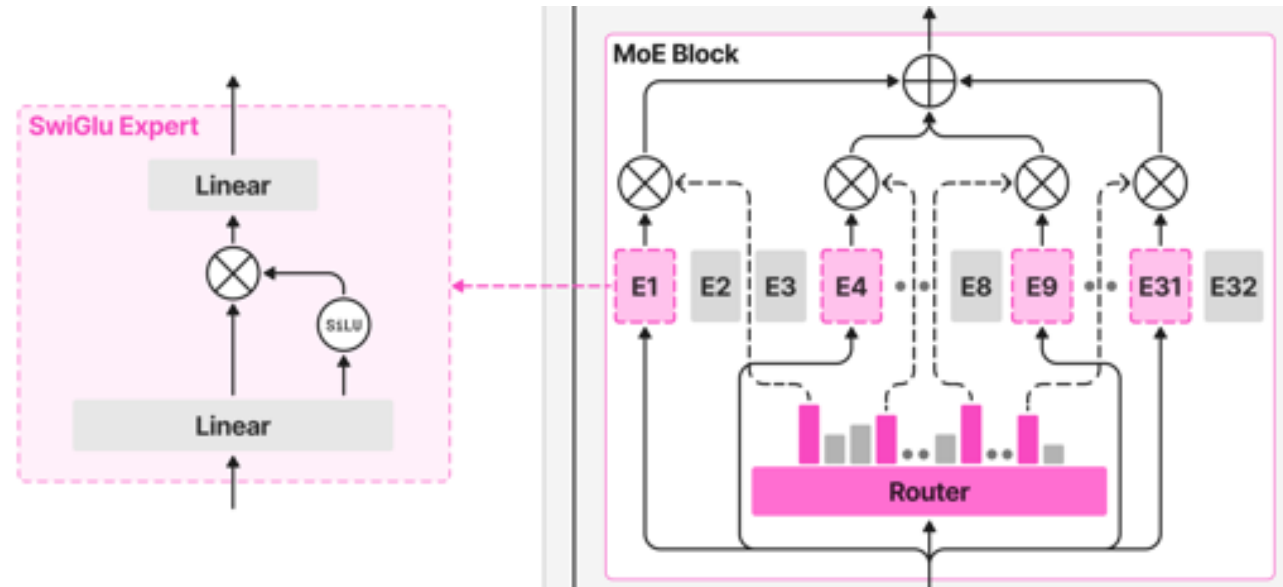 SwiGlu Expert
Linear
SiLU
Linear
MoE Block
E1 E2 E3 E4 E8 E9 E31 E32
Router